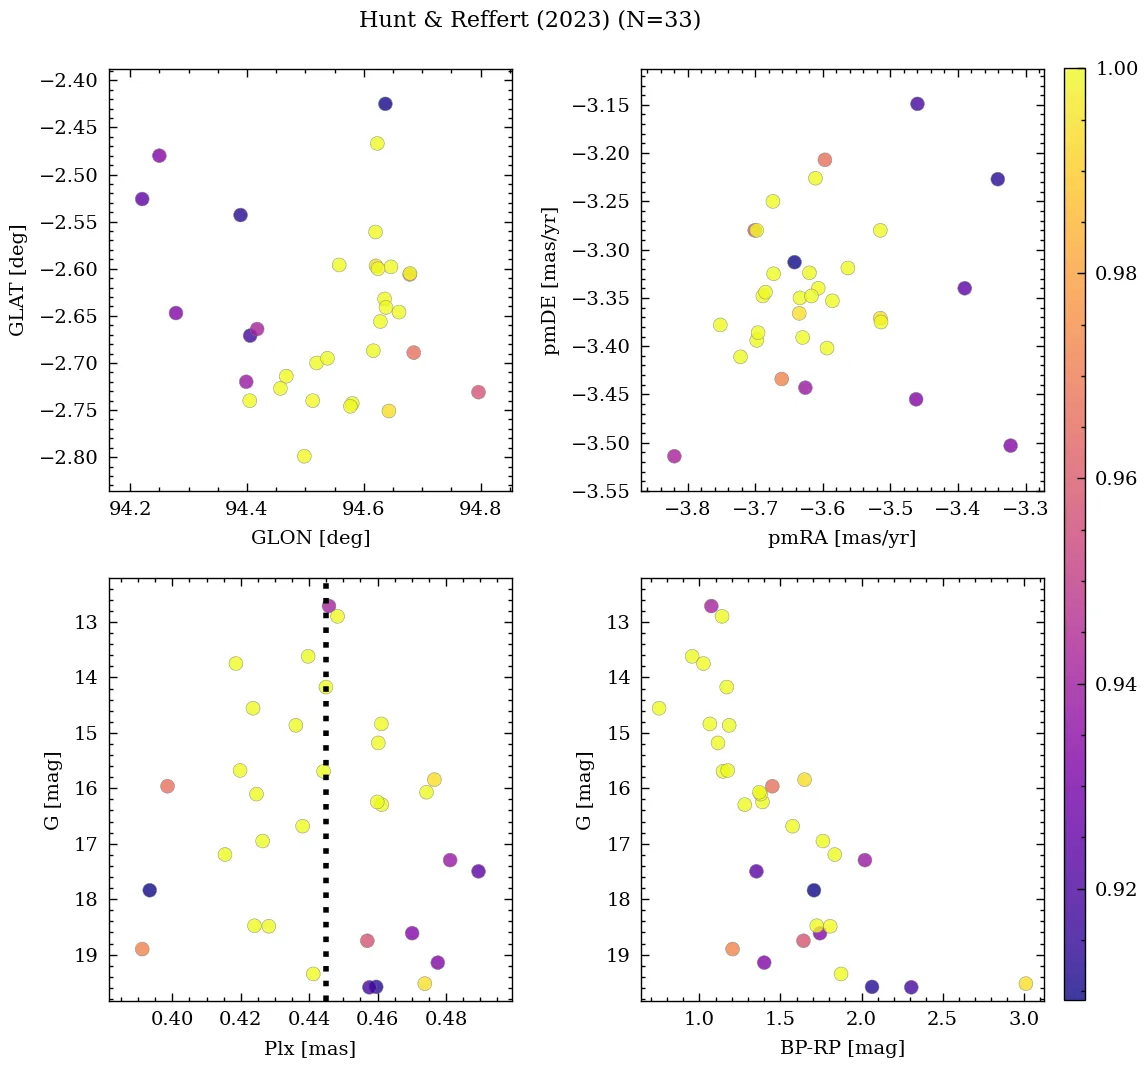 Hunt & Reffert (2023) (N=33)
−2.40
−2.45
−2.50
−2.55
−2.60
−2.65
−2.70
−2.75
−2.80
GLAT [deg]
94.2 94.4 94.6 94.8
GLON [deg]
−3.15
−3.20
−3.25
−3.30
−3.35
−3.40
−3.45
−3.50
−3.55
pmDE [mas/yr]
−3.8 −3.7 −3.6 −3.5 −3.4 −3.3
pmRA [mas/yr]
13
14
15
16
17
18
19
G [mag]
0.40 0.42 0.44 0.46 0.48
Plx [mas]
13
14
15
16
17
18
19
G [mag]
1.0 1.5 2.0 2.5 3.0
BP-RP [mag]
1.00
0.98
0.96
0.94
0.92